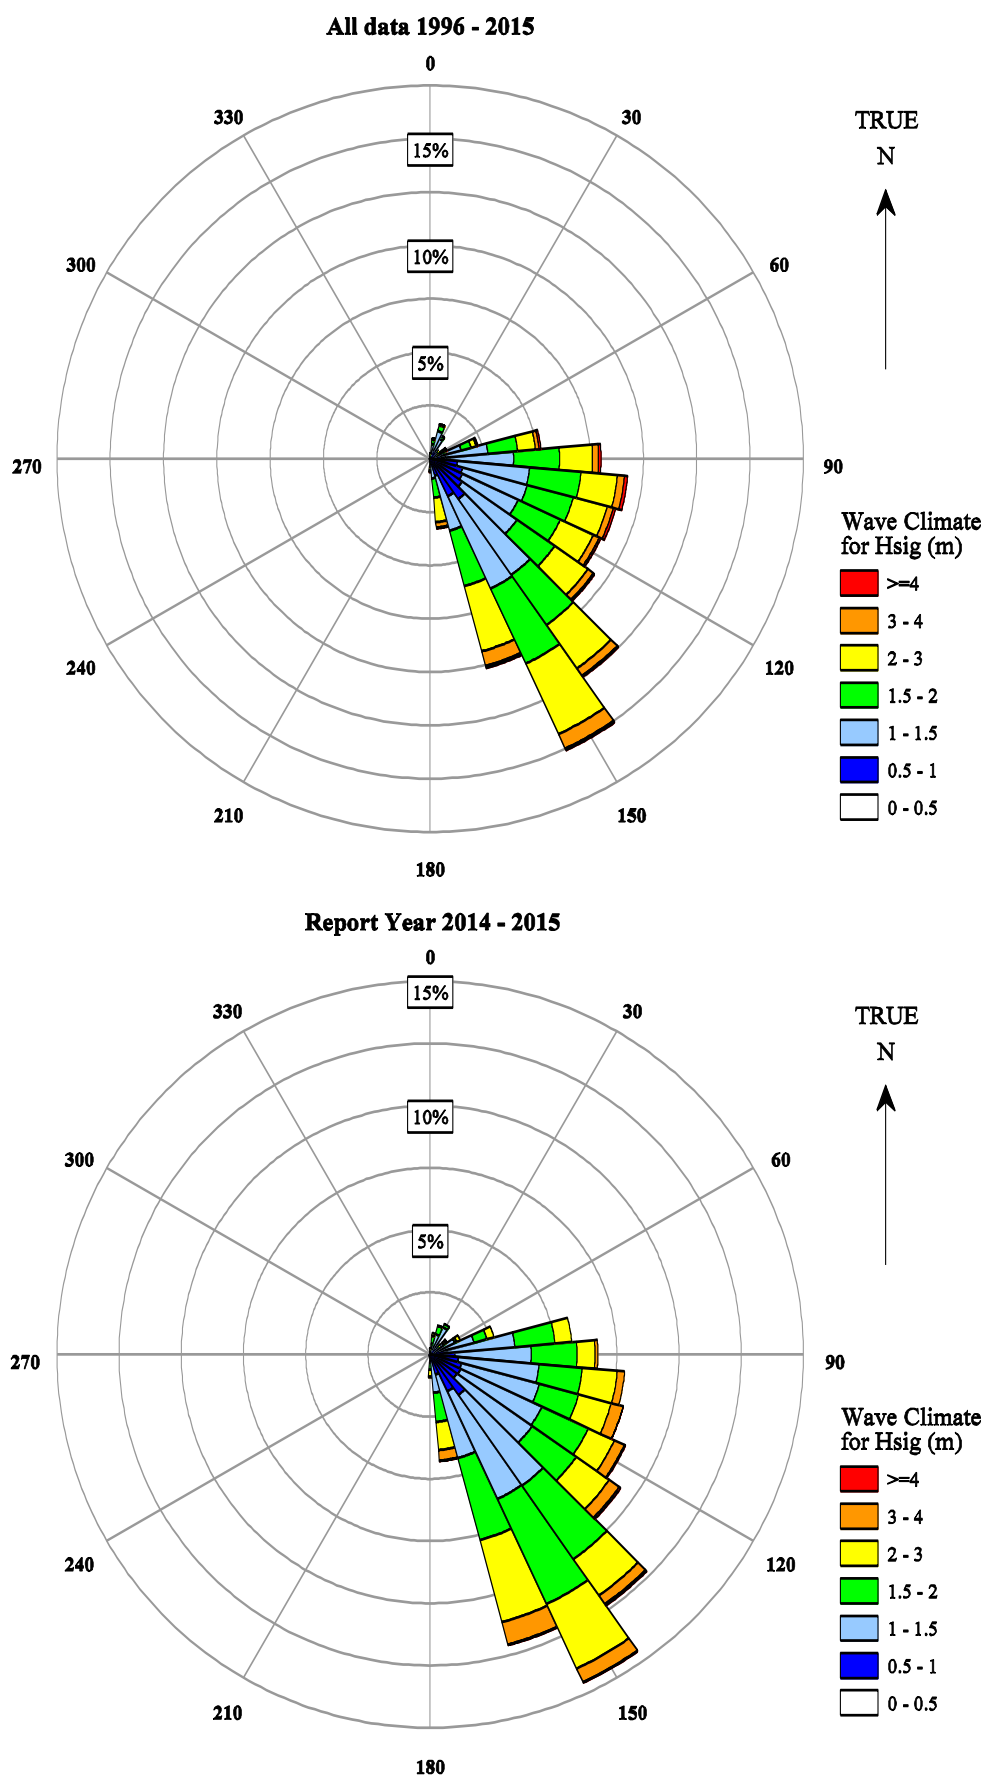 All data 1996 - 2015
0
330
30
TRUE
N
15%
300
10%
60
5%
270
90
Wave Climate
for Hsig (m)
>=4
3 - 4
2 - 3
1.5 - 2
1 - 1.5
0.5 - 1
0 - 0.5
240
120
210
150
180
Report Year 2014 - 2015
0
15%
330
30
TRUE
N
10%
300
60
5%
270
90
Wave Climate
for Hsig (m)
>=4
3 - 4
2 - 3
1.5 - 2
1 - 1.5
0.5 - 1
0 - 0.5
240
120
210
150
180